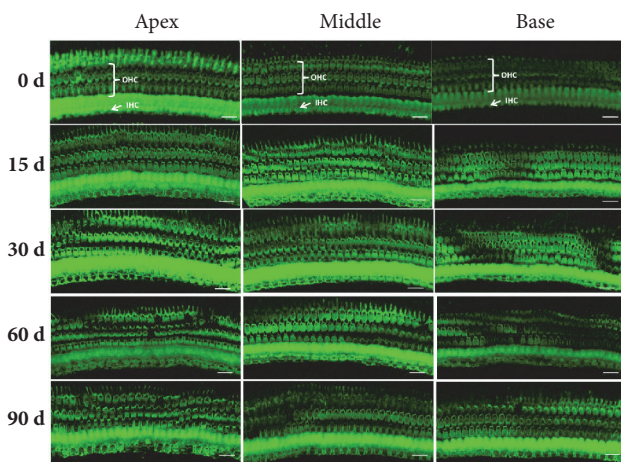 Apex Middle Base
0 d
OHC OHC OHC
IHC IHC IHC
15 d
30 d
60 d
90 d